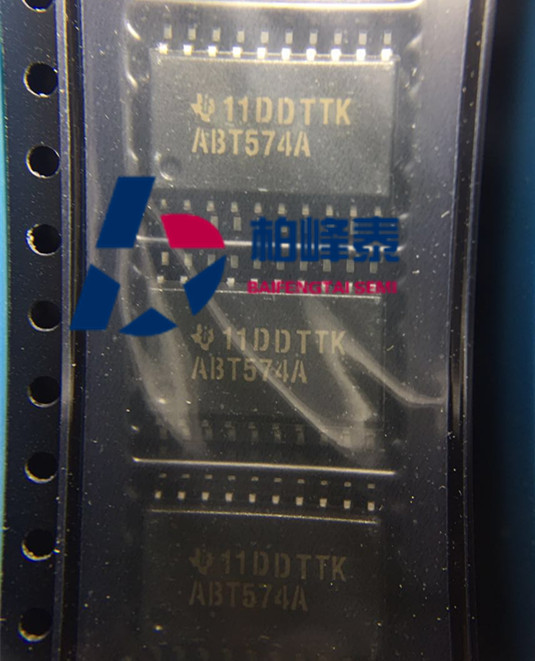 11DDTTK
ABT574A
柏峰泰
BAIFENGTAI SEMI
11DDTTK
ABT574A
11DDTTK
ABT574A